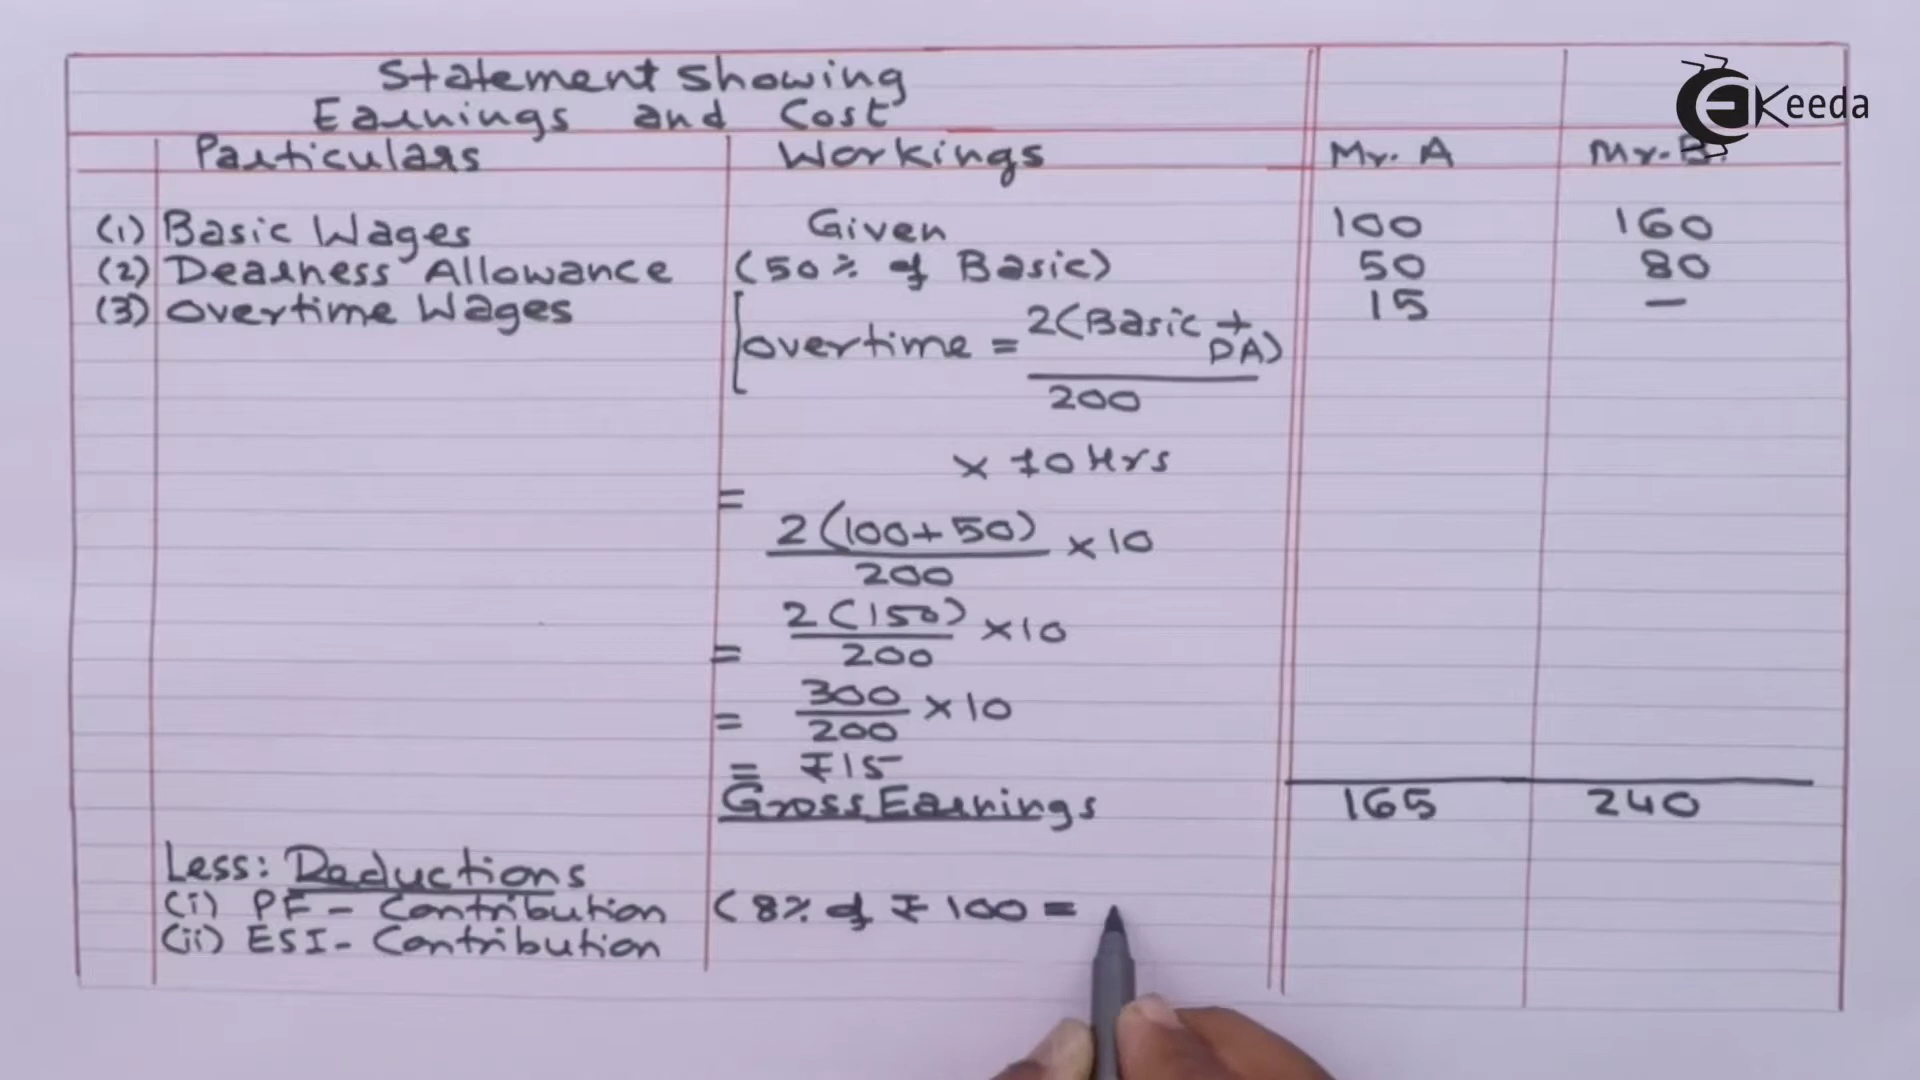 Statement showing
Earnings and Cost
EKeeda
Particulars Workings Mr. A Mr. B.
(1) Basic Wages Given 100 160
(2) Dearness Allowance (50% of Basic) 50 80
(3) Overtime Wages 15 —
[overtime = 2(Basic + DA)
200
× 10 Hrs
=
2(100+50) × 10
200
2(150) ×10
= 200
300 ×10
= 200
= ₹15
Gross Earnings 165 240
Less: Deductions
(i) PF - Contribution (8% of ₹ 100 =
(ii) ESI - Contribution